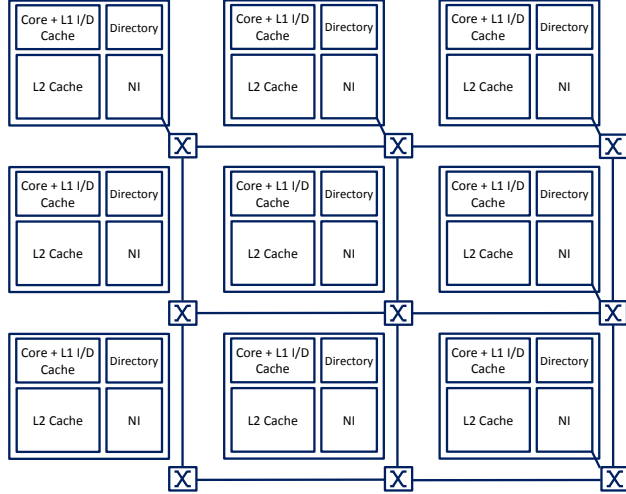 Core + L1 I/D
Cache
Directory
L2 Cache
NI
Core + L1 I/D
Cache
Directory
L2 Cache
NI
Core + L1 I/D
Cache
Directory
L2 Cache
NI
Core + L1 I/D
Cache
Directory
L2 Cache
NI
Core + L1 I/D
Cache
Directory
L2 Cache
NI
Core + L1 I/D
Cache
Directory
L2 Cache
NI
Core + L1 I/D
Cache
Directory
L2 Cache
NI
Core + L1 I/D
Cache
Directory
L2 Cache
NI
Core + L1 I/D
Cache
Directory
L2 Cache
NI